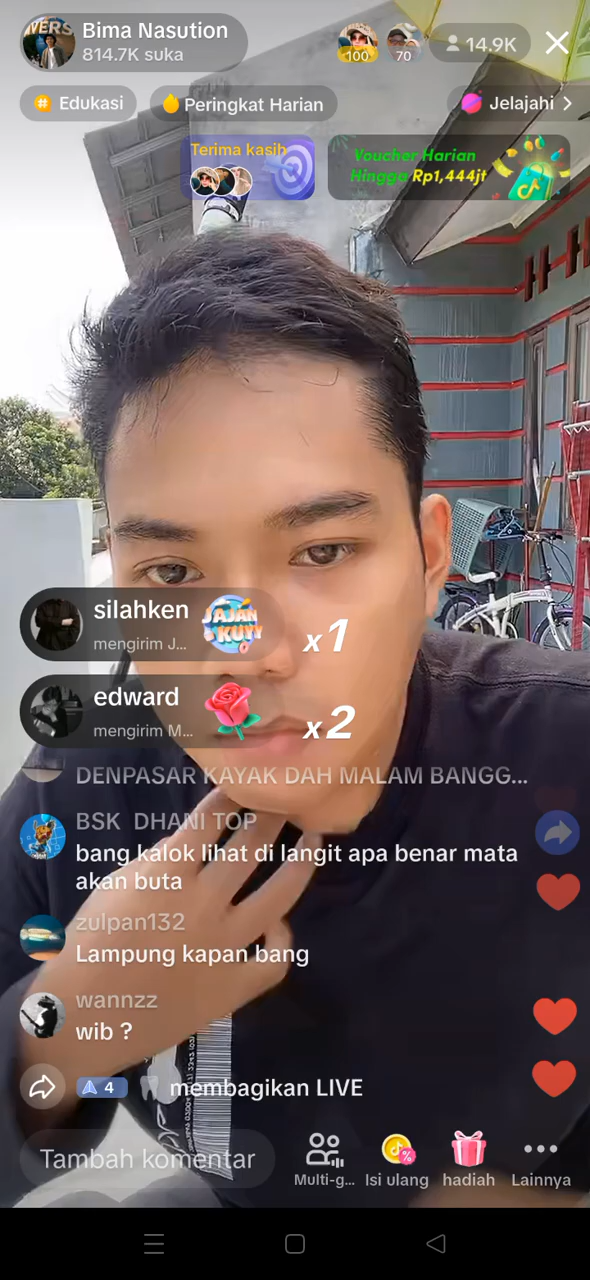 Bima Nasution
814.7K suka
100
70
14.9K
Edukasi
Peringkat Harian
Jelajahi
Terima kasih
Voucher Harian
Hingga Rp1,444jt
silahken
mengirim J...
JAJAN
KUYY
x1
edward
mengirim M...
x2
DENPASAR KAYAK DAH MALAM BANGG...
BSK DHANI TOP
bang kalok lihat di langit apa benar mata
akan buta
zulpan132
Lampung kapan bang
wannzz
wib ?
4
membagikan LIVE
Tambah komentar
Multi-g...
Isi ulang
hadiah
Lainnya